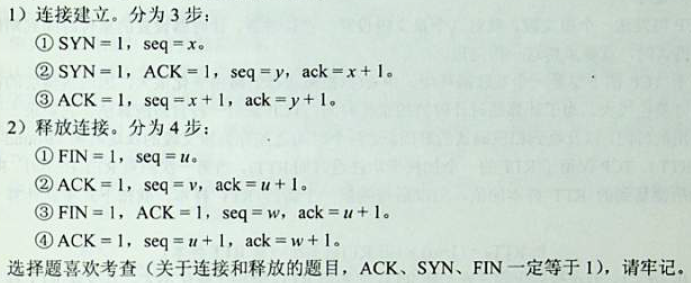 1）连接建立。分为 3 步：
① SYN = 1，seq = x。
② SYN = 1，ACK = 1，seq = y，ack = x + 1。
③ ACK = 1，seq = x + 1，ack = y + 1。
2）释放连接。分为 4 步：
① FIN = 1，seq = u。
② ACK = 1，seq = v，ack = u + 1。
③ FIN = 1，ACK = 1，seq = w，ack = u + 1。
④ ACK = 1，seq = u + 1，ack = w + 1。
选择题喜欢考查（关于连接和释放的题目，ACK、SYN、FIN 一定等于 1），请牢记。